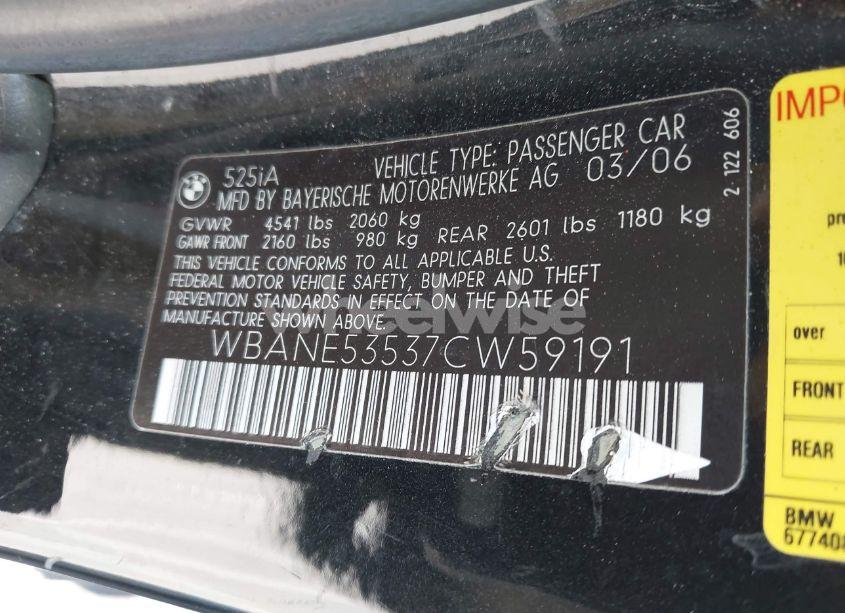 525iA VEHICLE TYPE: PASSENGER CAR
MFD BY BAYERISCHE MOTORENWERKE AG 03/06
GVWR 4541 lbs 2060 kg
GAWR FRONT 2160 lbs 980 kg REAR 2601 lbs 1180 kg
THIS VEHICLE CONFORMS TO ALL APPLICABLE U.S.
FEDERAL MOTOR VEHICLE SAFETY, BUMPER AND THEFT
PREVENTION STANDARDS IN EFFECT ON THE DATE OF
MANUFACTURE SHOWN ABOVE.
WBANE53537CW59191
2-122 606
over
FRONT
REAR
BMW